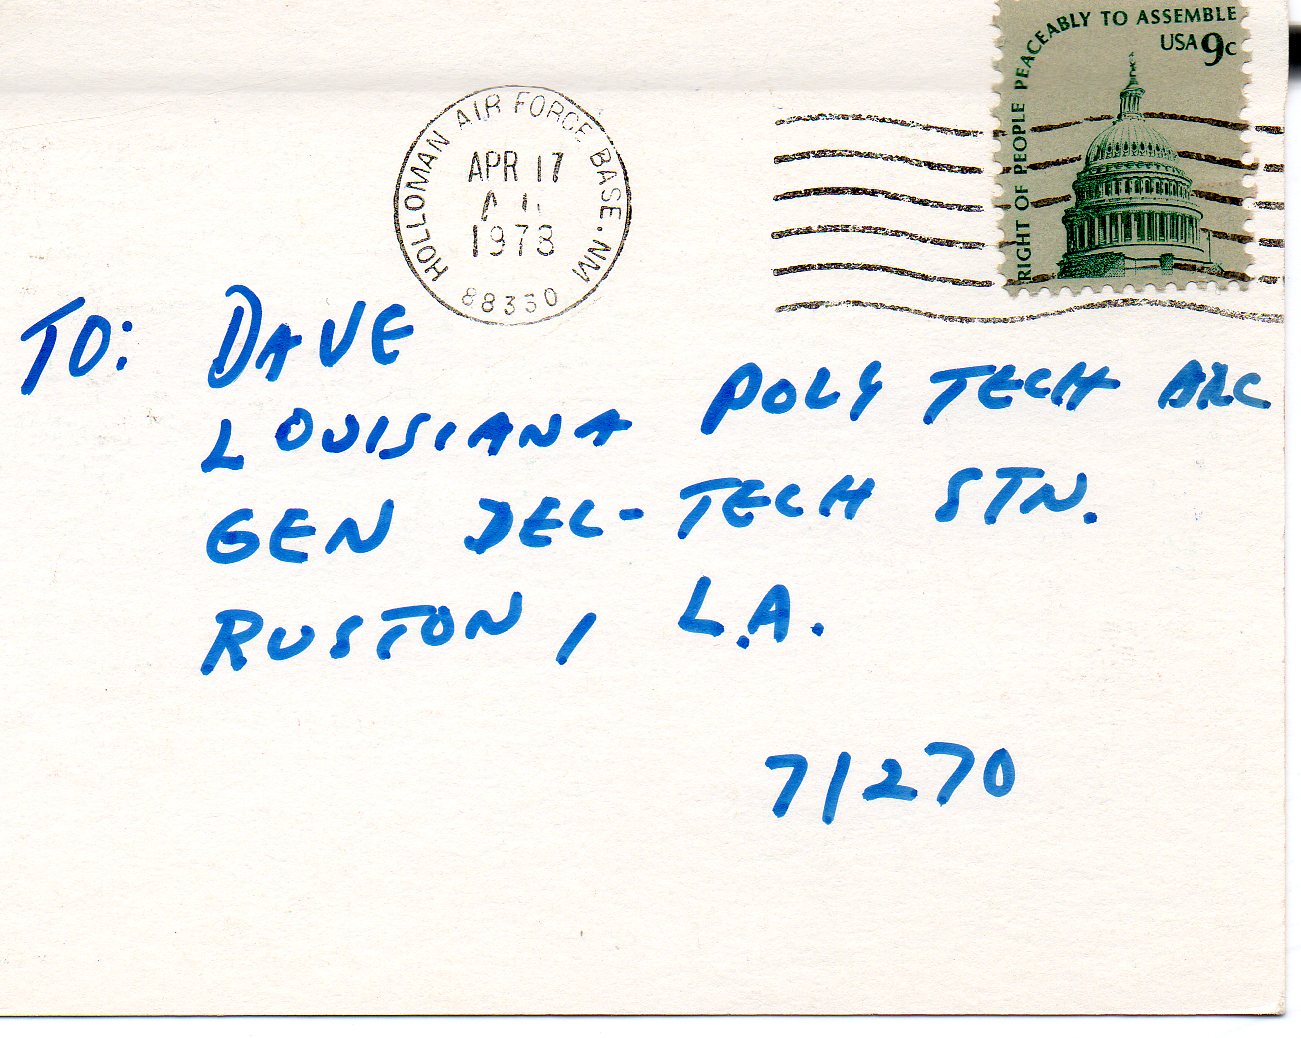 RIGHT OF PEOPLE PEACEABLY TO ASSEMBLE
USA 9c
HOLLOMAN AIR FORCE BASE. NM
APR 17
1978
88330
TO: DAVE
LOUISIANA POLY TECH ARC
GEN DEL-TECH STN.
RUSTON, L.A.
71270